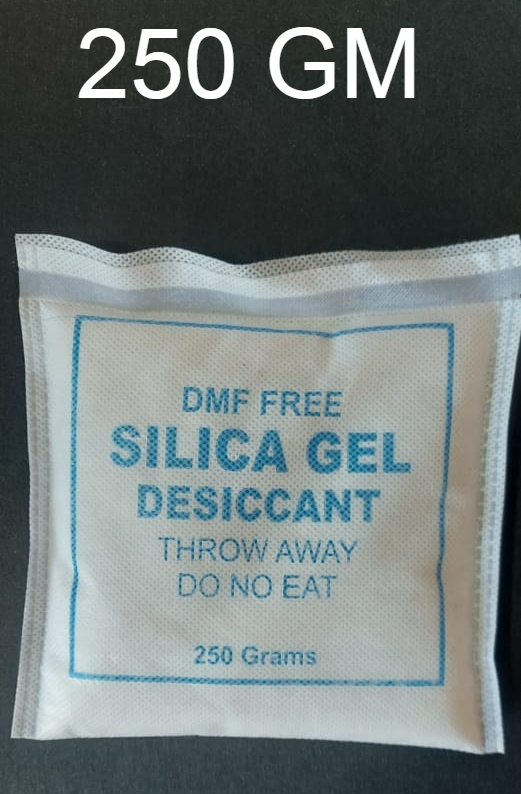 250 GM
DMF FREE
SILICA GEL
DESICCANT
THROW AWAY
DO NO EAT
250 Grams